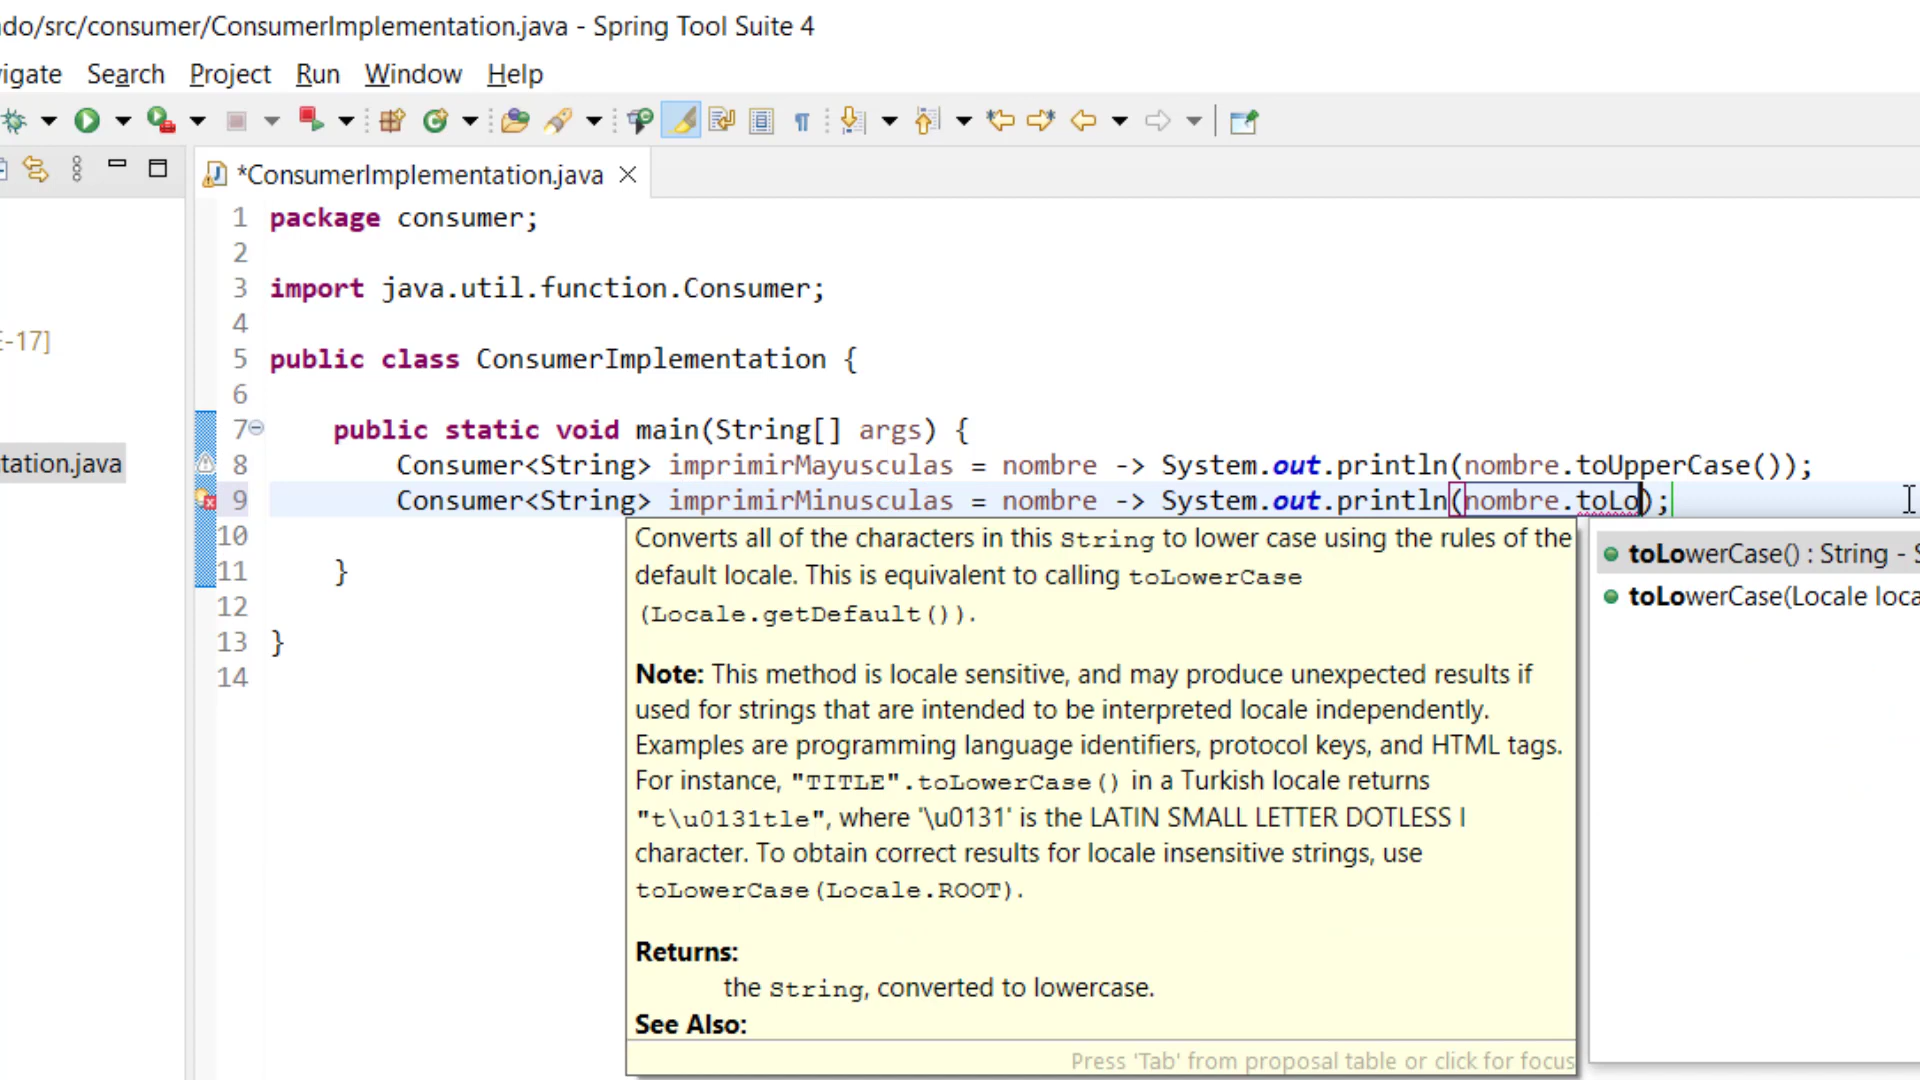 do/src/consumer/ConsumerImplementation.java - Spring Tool Suite 4
vigate Search Project Run Window Help
*ConsumerImplementation.java
1 package consumer;
2
3 import java.util.function.Consumer;
4
E-17]
5 public class ConsumerImplementation {
6
7 public static void main(String[] args) {
tation.java
8 Consumer<String> imprimirMayusculas = nombre -> System.out.println(nombre.toUpperCase());
9 Consumer<String> imprimirMinusculas = nombre -> System.out.println(nombre.toLo);
10
11 }
12
13 }
14
Converts all of the characters in this String to lower case using the rules of the
default locale. This is equivalent to calling toLowerCase
(Locale.getDefault()).
Note: This method is locale sensitive, and may produce unexpected results if
used for strings that are intended to be interpreted locale independently.
Examples are programming language identifiers, protocol keys, and HTML tags.
For instance, "TITLE".toLowerCase() in a Turkish locale returns
"t\u0131tle", where '\u0131' is the LATIN SMALL LETTER DOTLESS I
character. To obtain correct results for locale insensitive strings, use
toLowerCase(Locale.ROOT).
Returns:
the String, converted to lowercase.
See Also:
Press 'Tab' from proposal table or click for focus
toLowerCase() : String - S
toLowerCase(Locale loca